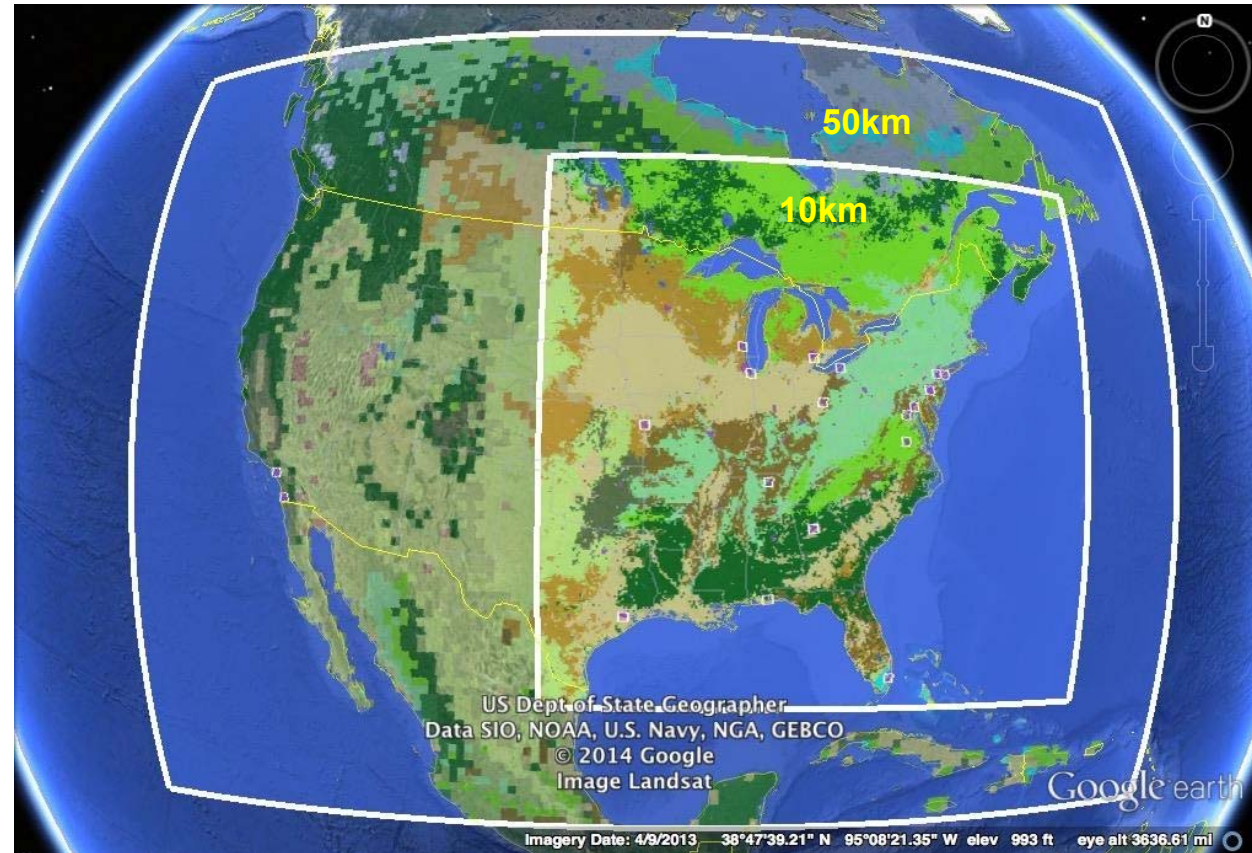 N
50km
10km
US Dept of State Geographer
Data SIO, NOAA, U.S. Navy, NGA, GEBCO
© 2014 Google
Image Landsat
Google earth
Imagery Date: 4/9/2013 38°47'39.21" N 95°08'21.35" W elev 993 ft eye alt 3636.61 mi